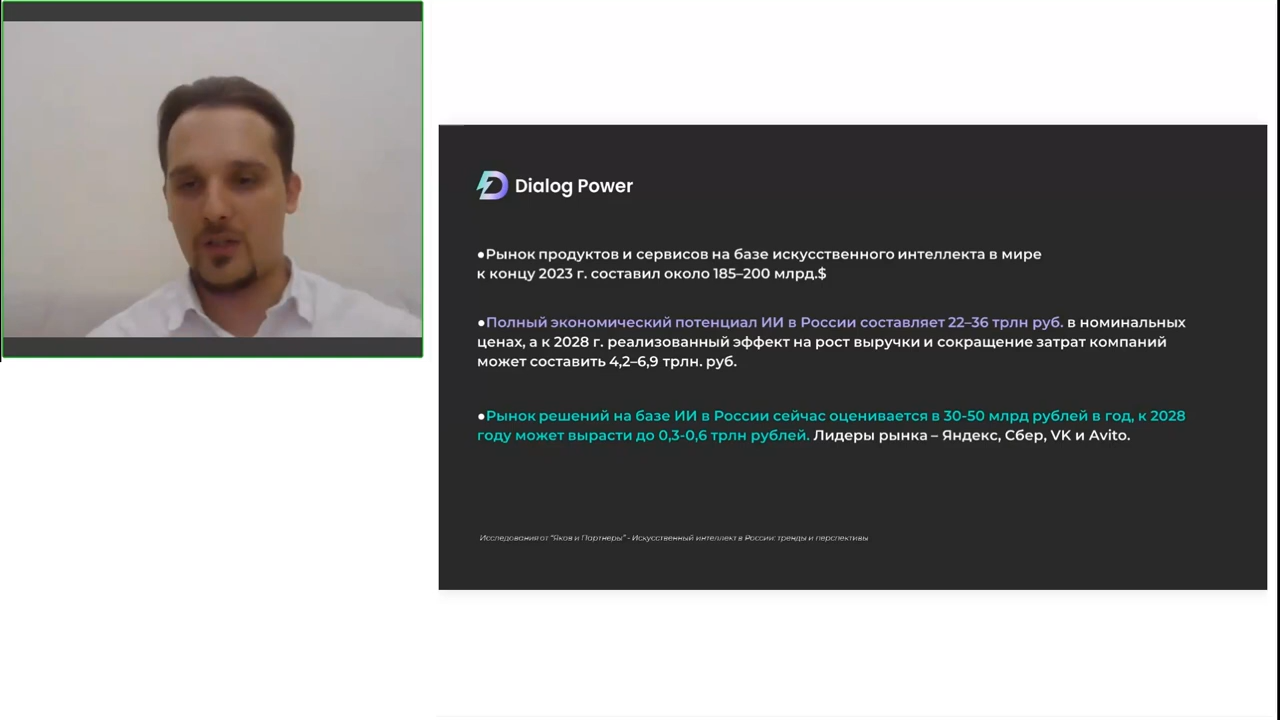 Dialog Power
●Рынок продуктов и сервисов на базе искусственного интеллекта в мире
к концу 2023 г. составил около 185–200 млрд.$
●Полный экономический потенциал ИИ в России составляет 22–36 трлн руб. в номинальных
ценах, а к 2028 г. реализованный эффект на рост выручки и сокращение затрат компаний
может составить 4,2–6,9 трлн. руб.
●Рынок решений на базе ИИ в России сейчас оценивается в 30-50 млрд рублей в год, к 2028
году может вырасти до 0,3-0,6 трлн рублей. Лидеры рынка – Яндекс, Сбер, VK и Avito.
Исследования от "Яков и Партнеры" - Искусственный интеллект в России: тренды и перспективы